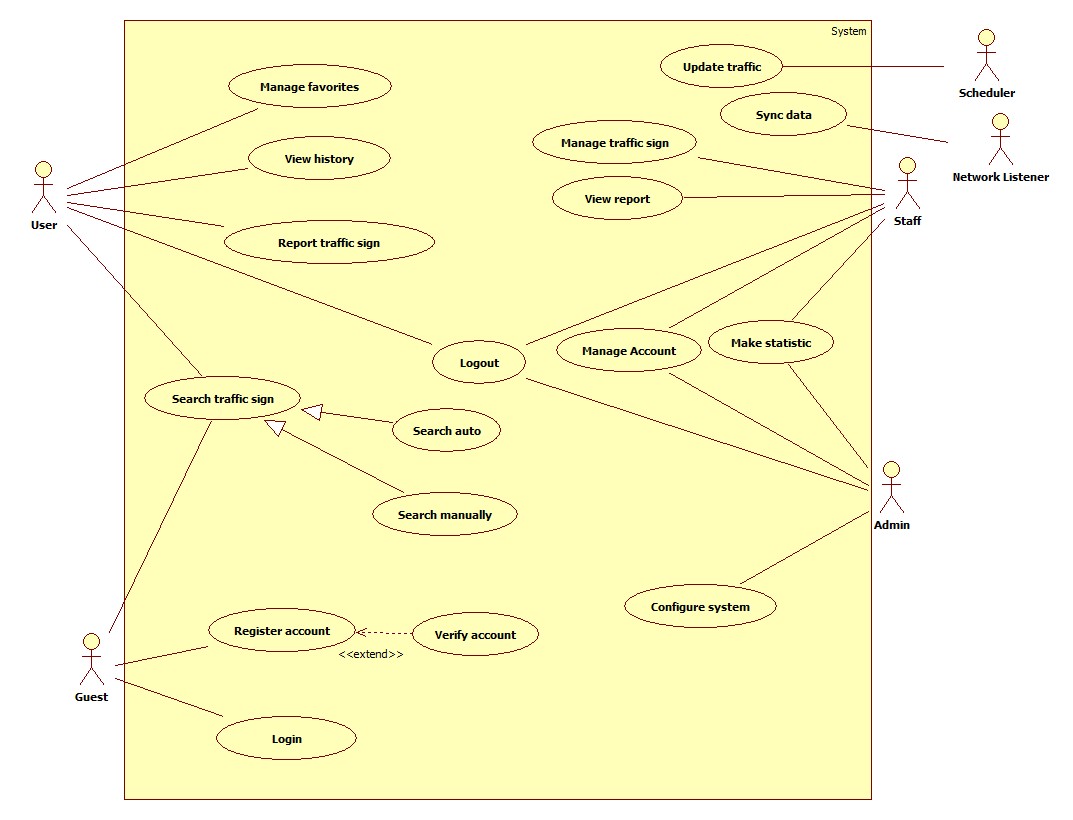 System
Scheduler
Update traffic
Manage favorites
Sync data
Manage traffic sign
Network Listener
View history
View report
Staff
User
Report traffic sign
Logout
Manage Account
Make statistic
Search traffic sign
Search auto
Search manually
Admin
Configure system
Register account
Verify account
<<extend>>
Guest
Login